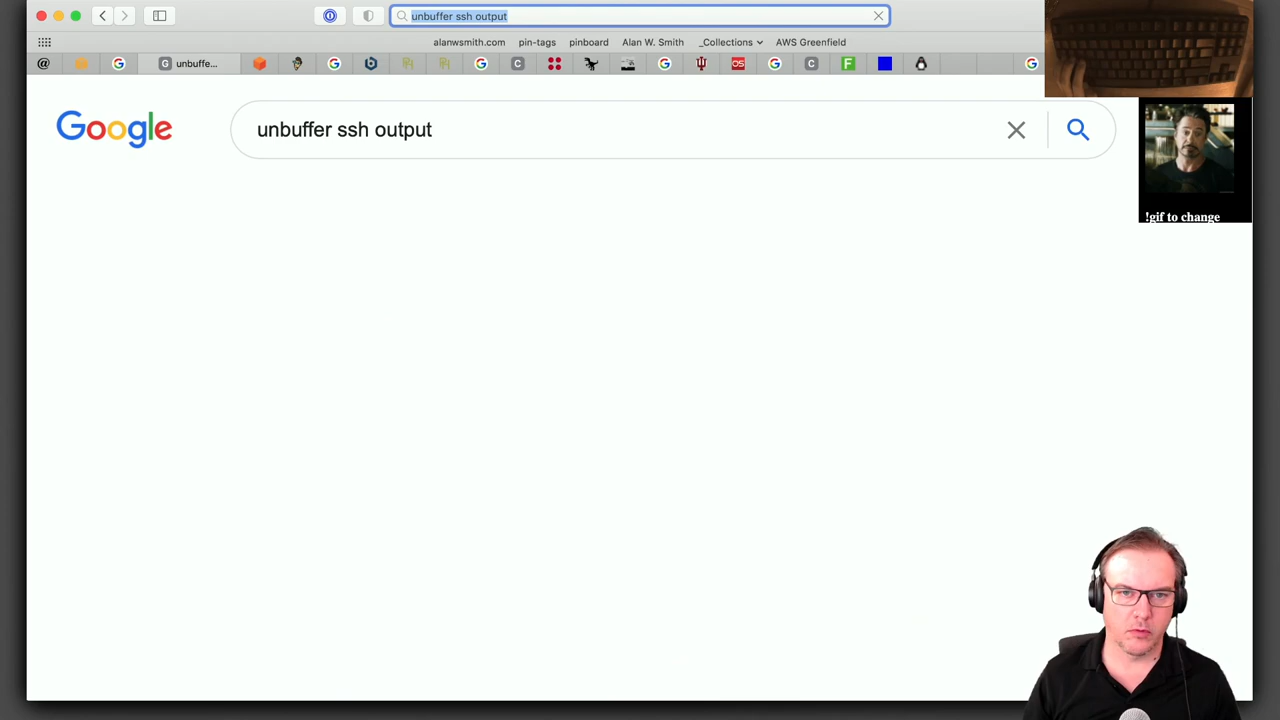 unbuffer ssh output
alanwsmith.com pin-tags pinboard Alan W. Smith _Collections AWS Greenfield
@ G unbuffe... G G G C G OS G C F G
Google unbuffer ssh output
!gif to change